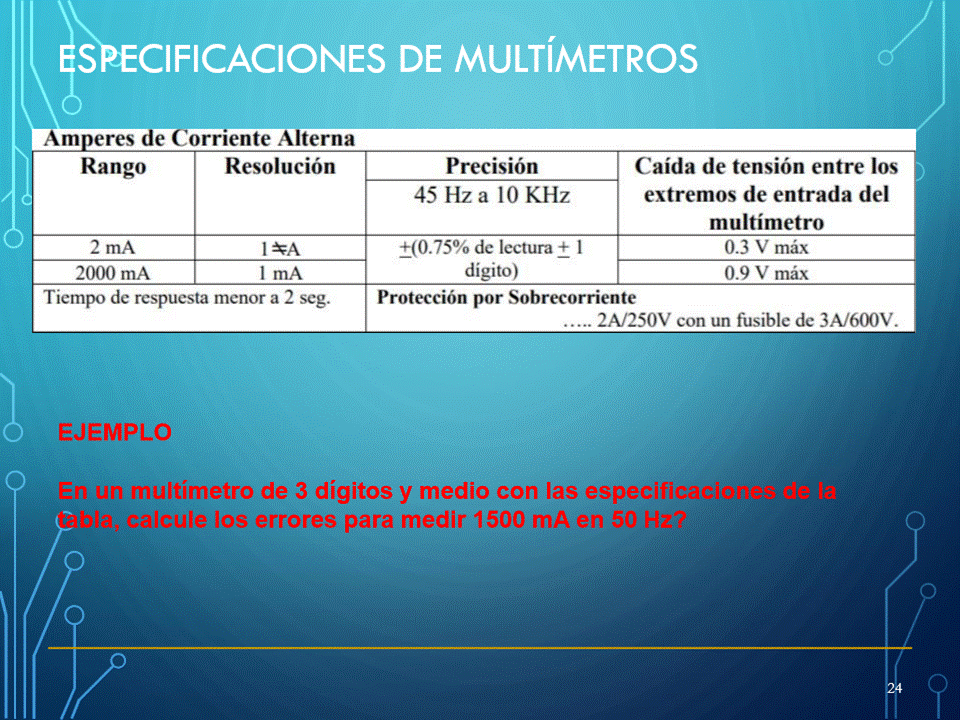 ESPECIFICACIONES DE MULTÍMETROS
Amperes de Corriente Alterna
Rango Resolución Precisión Caída de tensión entre los
45 Hz a 10 KHz extremos de entrada del
multímetro
2 mA 1 ≒A ±(0.75% de lectura ± 1 0.3 V máx
2000 mA 1 mA dígito) 0.9 V máx
Tiempo de respuesta menor a 2 seg. Protección por Sobrecorriente
….. 2A/250V con un fusible de 3A/600V.
EJEMPLO
En un multímetro de 3 dígitos y medio con las especificaciones de la
tabla, calcule los errores para medir 1500 mA en 50 Hz?
24